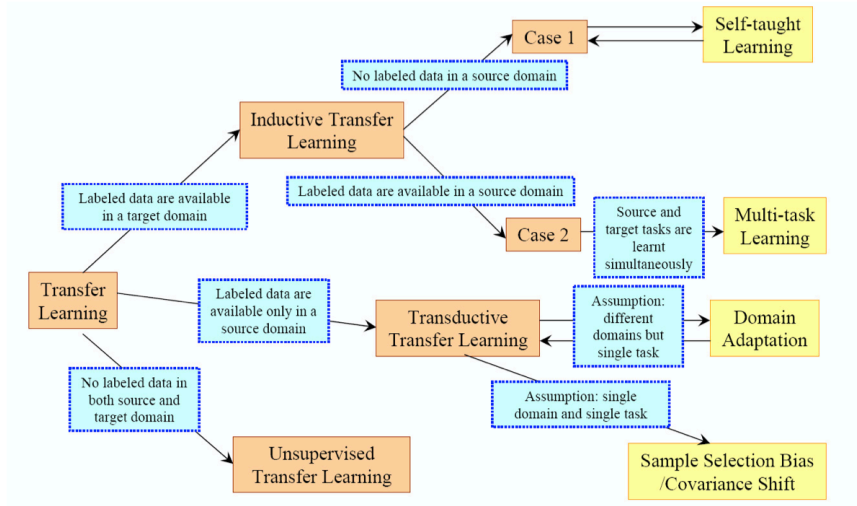 Case 1
Self-taught
Learning
No labeled data in a source domain
Inductive Transfer
Learning
Labeled data are available
in a target domain
Labeled data are available in a source domain
Case 2
Source and
target tasks are
learnt
simultaneously
Multi-task
Learning
Transfer
Learning
Labeled data are
available only in a
source domain
Transductive
Transfer Learning
Assumption:
different
domains but
single task
Domain
Adaptation
No labeled data in
both source and
target domain
Assumption: single
domain and single task
Unsupervised
Transfer Learning
Sample Selection Bias
/Covariance Shift